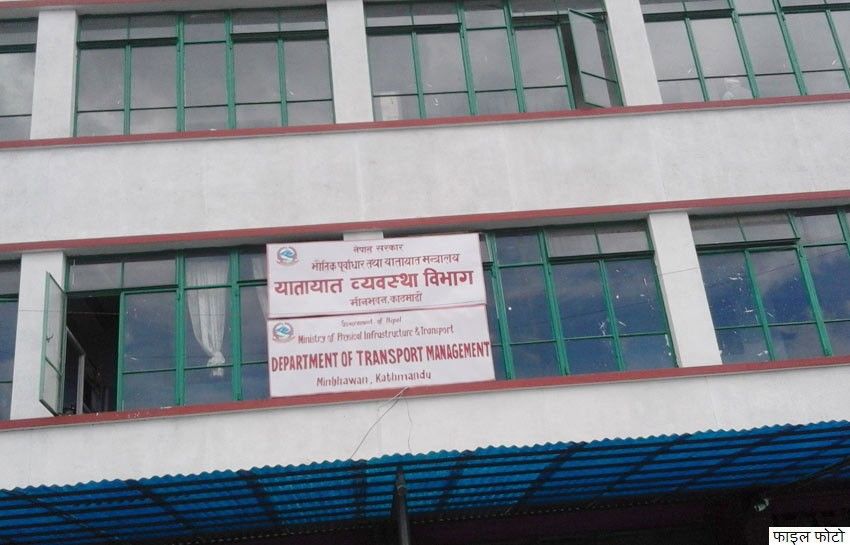 नेपाल सरकार
भौतिक पूर्वाधार तथा यातायात मन्त्रालय
यातायात व्यवस्था विभाग
मीनभवन, काठमाडौं
Government of Nepal
Ministry of Physical Infrastructure & Transport
DEPARTMENT OF TRANSPORT MANAGEMENT
Minbhawan, Kathmandu
फाइल फोटो